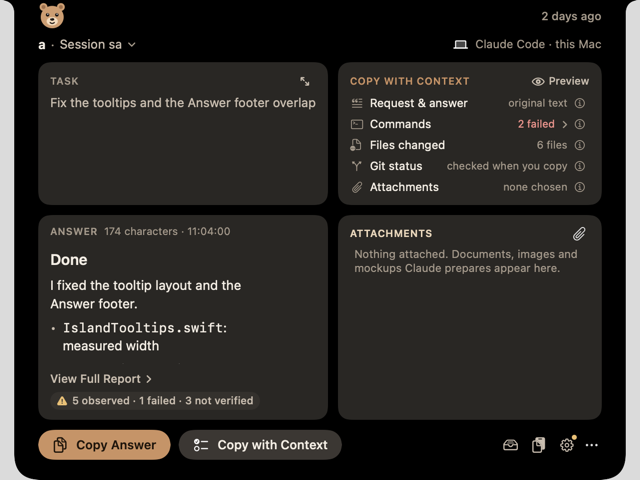 2 days ago
a · Session sa
Claude Code · this Mac
TASK
Fix the tooltips and the Answer footer overlap
COPY WITH CONTEXT
Preview
Request & answer
original text
Commands
2 failed
Files changed
6 files
Git status
checked when you copy
Attachments
none chosen
ANSWER 174 characters · 11:04:00
Done
I fixed the tooltip layout and the
Answer footer.
• IslandTooltips.swift:
measured width
View Full Report
5 observed · 1 failed · 3 not verified
ATTACHMENTS
Nothing attached. Documents, images and
mockups Claude prepares appear here.
Copy Answer
Copy with Context